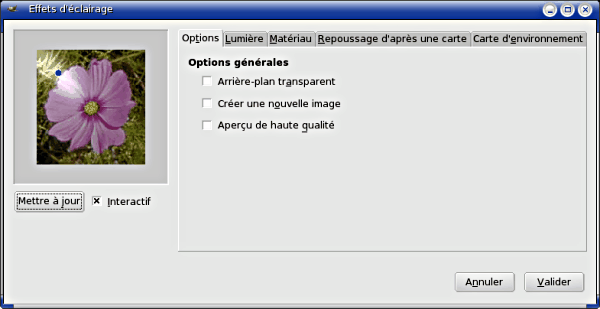 Effets d'éclairage
Options Lumière Matériau Repoussage d'après une carte Carte d'environnement
Options générales
Arrière-plan transparent
Créer une nouvelle image
Aperçu de haute qualité
Mettre à jour Interactif
Annuler Valider